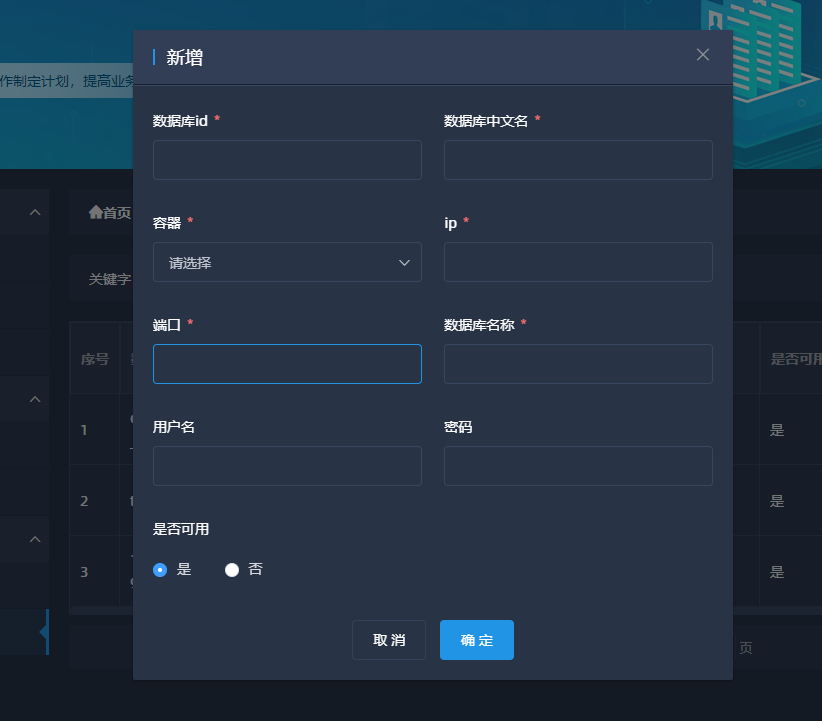 新增
作制定计划，提高业务
数据库id *
数据库中文名 *
首页
容器 *
ip *
请选择
关键字
端口 *
数据库名称 *
序号
是否可用
用户名
密码
1
是
2
是
是否可用
是
否
3
是
取消
确定
页